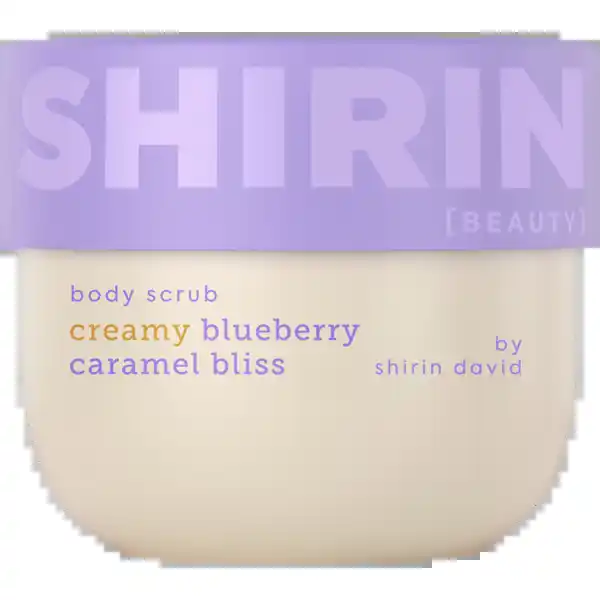 SHIRIN
[BEAUTY]
body scrub
creamy blueberry
caramel bliss
by
shirin david